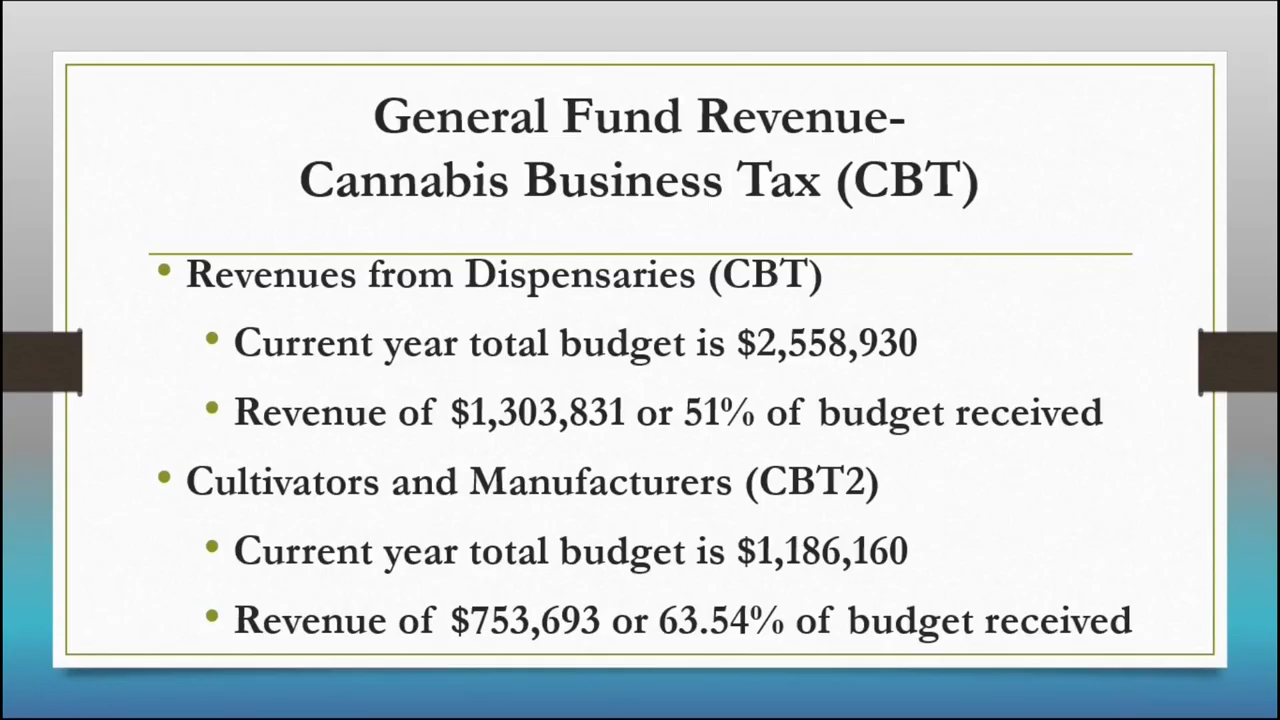 General Fund Revenue-
Cannabis Business Tax (CBT)
• Revenues from Dispensaries (CBT)
• Current year total budget is $2,558,930
• Revenue of $1,303,831 or 51% of budget received
• Cultivators and Manufacturers (CBT2)
• Current year total budget is $1,186,160
• Revenue of $753,693 or 63.54% of budget received